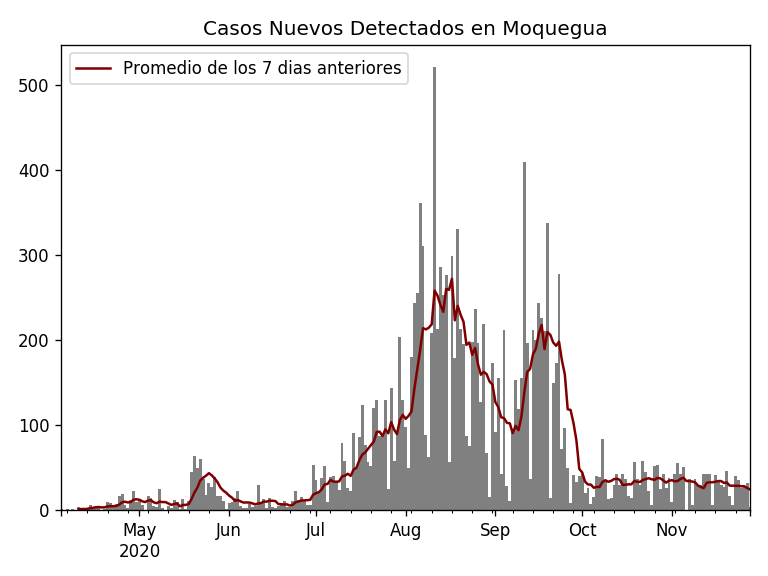 Casos Nuevos Detectados en Moquegua
Promedio de los 7 dias anteriores
500
400
300
200
100
0
May Jun Jul Aug Sep Oct Nov
2020